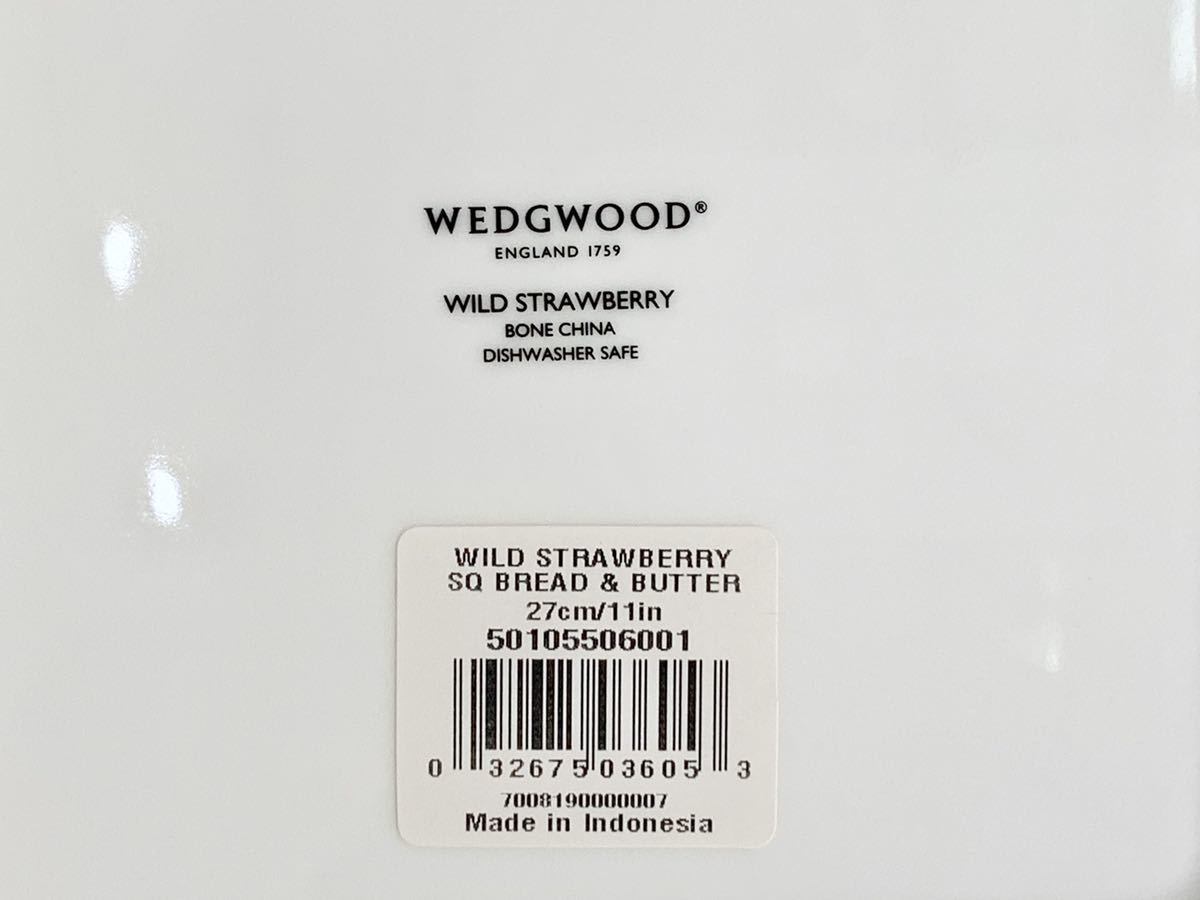 WEDGWOOD®
ENGLAND 1759
WILD STRAWBERRY
BONE CHINA
DISHWASHER SAFE
WILD STRAWBERRY
SQ BREAD & BUTTER
27cm/11in
50105506001
0 32675 03605 3
7008190000007
Made in Indonesia